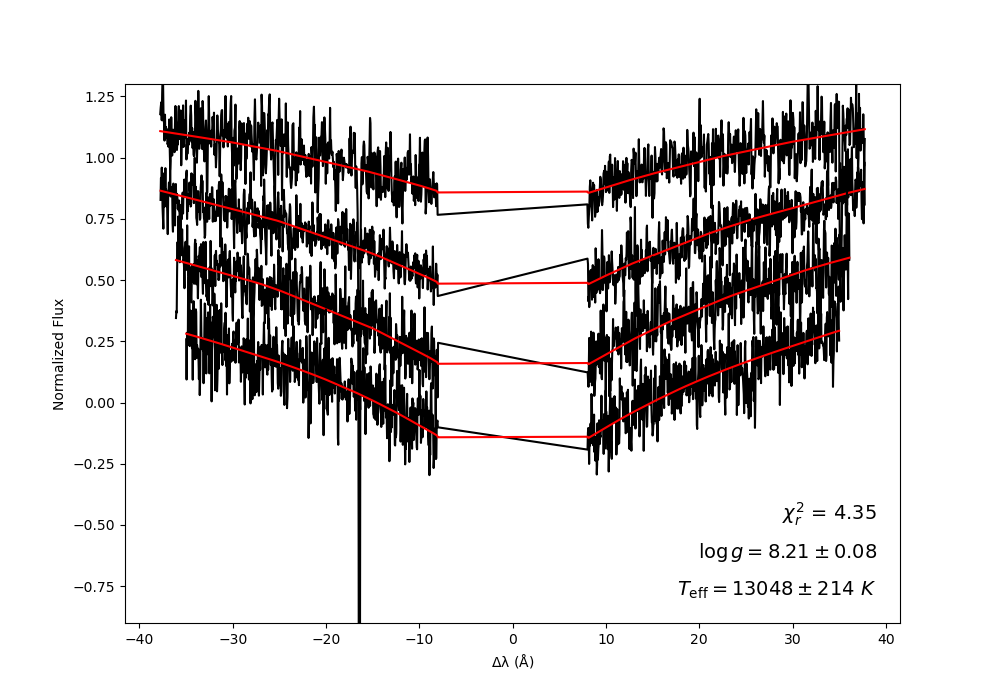 1.25
1.00
0.75
0.50
0.25
0.00
−0.25
−0.50
−0.75
Normalized Flux
χ²ᵣ = 4.35
log g = 8.21 ± 0.08
T_eff = 13048 ± 214 K
−40 −30 −20 −10 0 10 20 30 40
Δλ (Å)